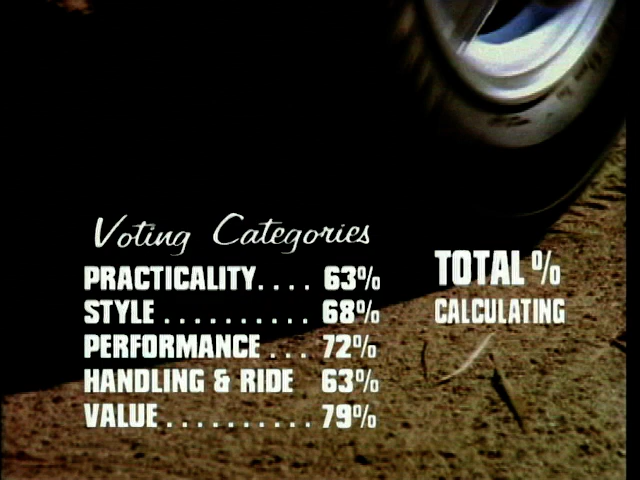 Voting Categories
PRACTICALITY.... 63%
STYLE .......... 68%
PERFORMANCE ... 72%
HANDLING & RIDE 63%
VALUE .......... 79%
TOTAL %
CALCULATING